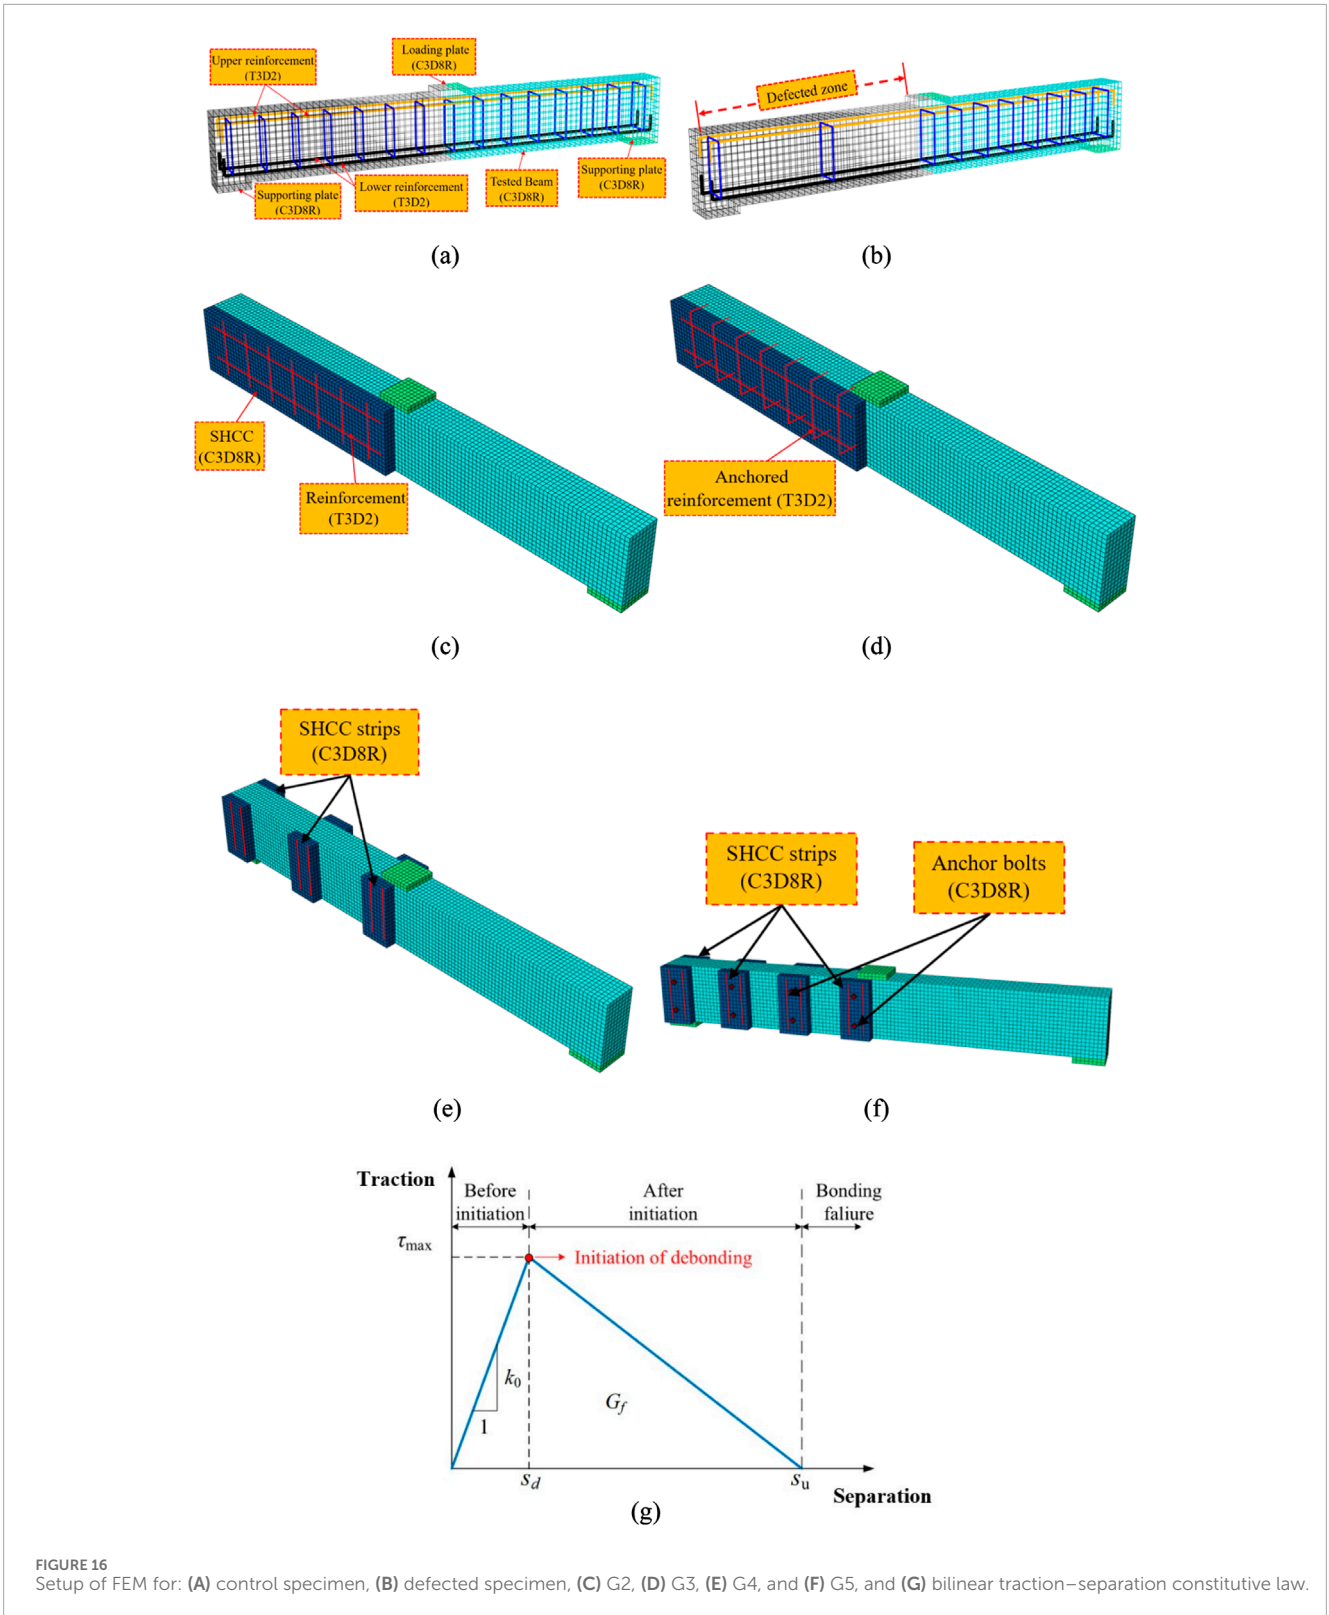 Upper reinforcement
(T3D2)
Loading plate
(C3D8R)
Supporting plate
(C3D8R)
Lower reinforcement
(T3D2)
Tested Beam
(C3D8R)
Supporting plate
(C3D8R)
(a)
Defected zone
(b)
SHCC
(C3D8R)
Reinforcement
(T3D2)
(c)
Anchored
reinforcement (T3D2)
(d)
SHCC strips
(C3D8R)
(e)
SHCC strips
(C3D8R)
Anchor bolts
(C3D8R)
(f)
Traction
Before
initiation
After
initiation
Bonding
faliure
τmax
Initiation of debonding
k0
1
Gf
sd
su
Separation
(g)
FIGURE 16
Setup of FEM for: (A) control specimen, (B) defected specimen, (C) G2, (D) G3, (E) G4, and (F) G5, and (G) bilinear traction–separation constitutive law.